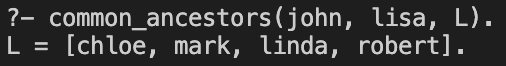 ?- common_ancestors(john, lisa, L).
L = [chloe, mark, linda, robert].